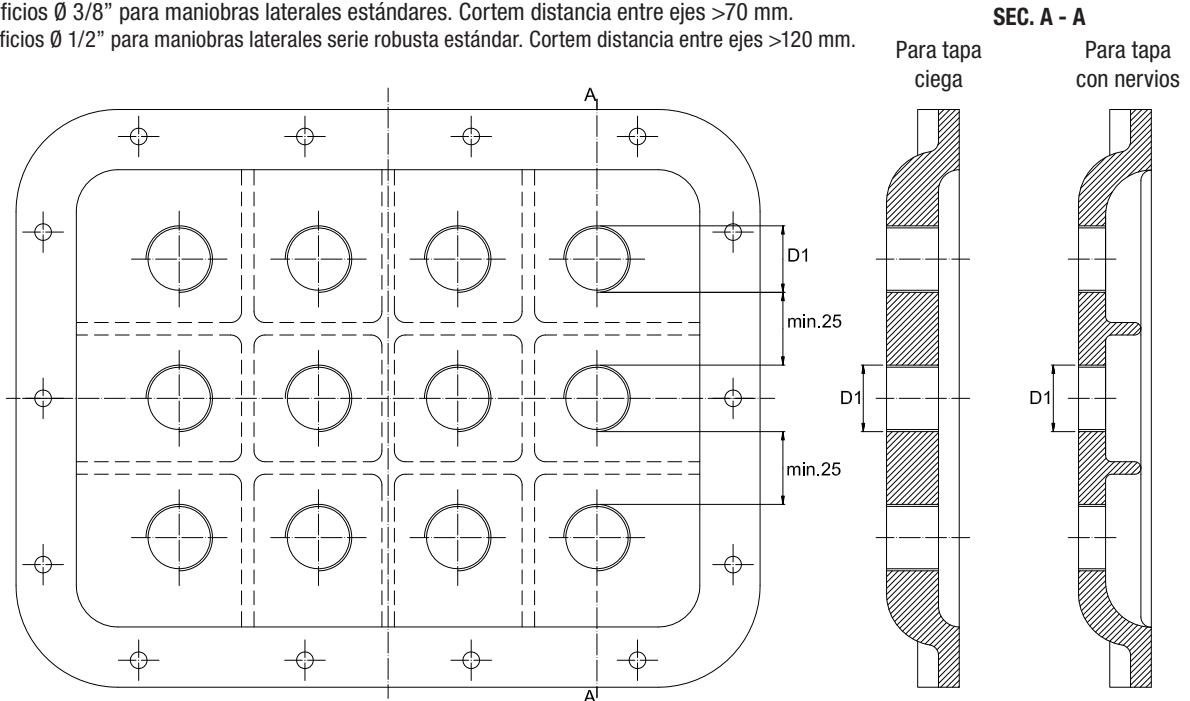 ficios Ø 3/8” para maniobras laterales estándares. Cortem distancia entre ejes >70 mm.
ficios Ø 1/2” para maniobras laterales serie robusta estándar. Cortem distancia entre ejes >120 mm.
SEC. A - A
Para tapa
ciega
Para tapa
con nervios
A
D1
min.25
D1
D1
min.25
A